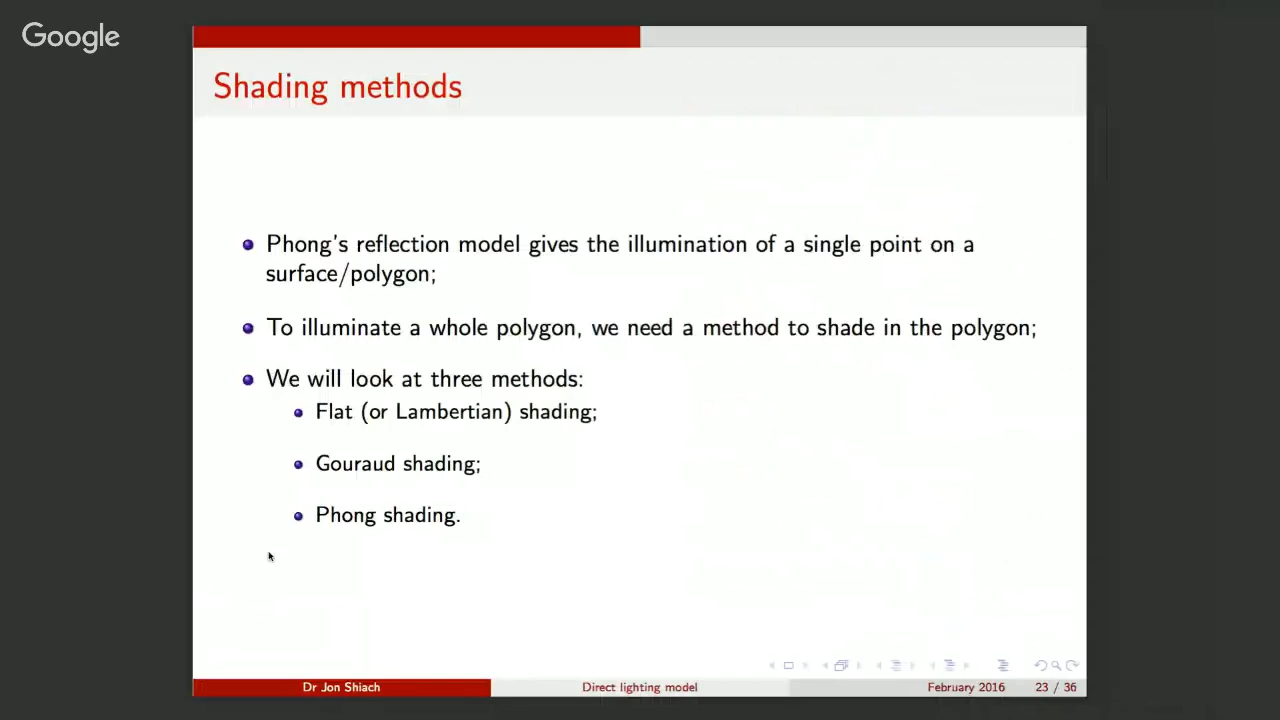 Google
Shading methods
Phong's reflection model gives the illumination of a single point on a
surface/polygon;
To illuminate a whole polygon, we need a method to shade in the polygon;
We will look at three methods:
Flat (or Lambertian) shading;
Gouraud shading;
Phong shading.
Dr Jon Shiach Direct lighting model February 2016 23 / 36